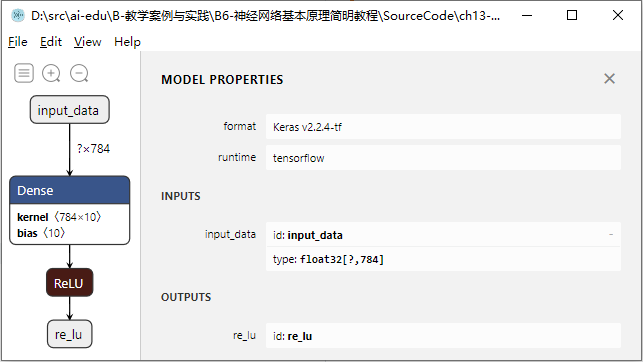 D:\src\ai-edu\B-教学案例与实践\B6-神经网络基本原理简明教程\SourceCode\ch13-
File Edit View Help
input_data
?×784
Dense
kernel 〈784×10〉
bias 〈10〉
ReLU
re_lu
MODEL PROPERTIES
format Keras v2.2.4-tf
runtime tensorflow
INPUTS
input_data id: input_data -
type: float32[?,784]
OUTPUTS
re_lu id: re_lu